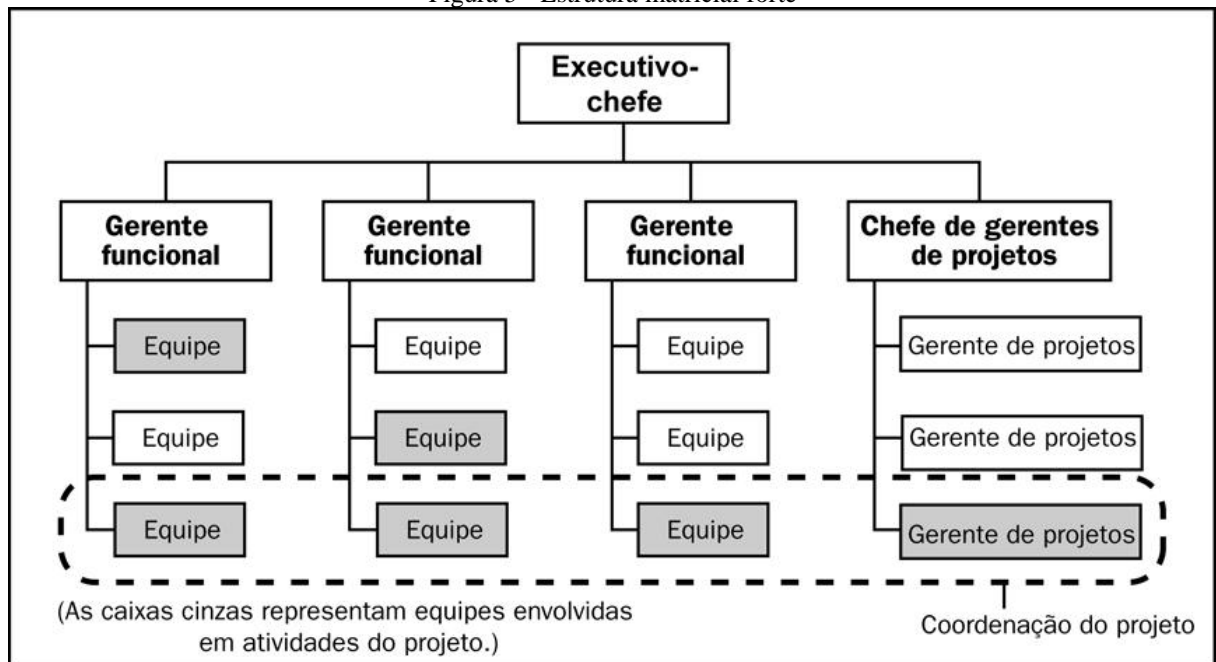 Figura 3 - Estrutura matricial forte
Executivo-
chefe
Gerente
funcional
Gerente
funcional
Gerente
funcional
Chefe de gerentes
de projetos
Equipe
Equipe
Equipe
Gerente de projetos
Equipe
Equipe
Equipe
Gerente de projetos
Equipe
Equipe
Equipe
Gerente de projetos
(As caixas cinzas representam equipes envolvidas
em atividades do projeto.)
Coordenação do projeto